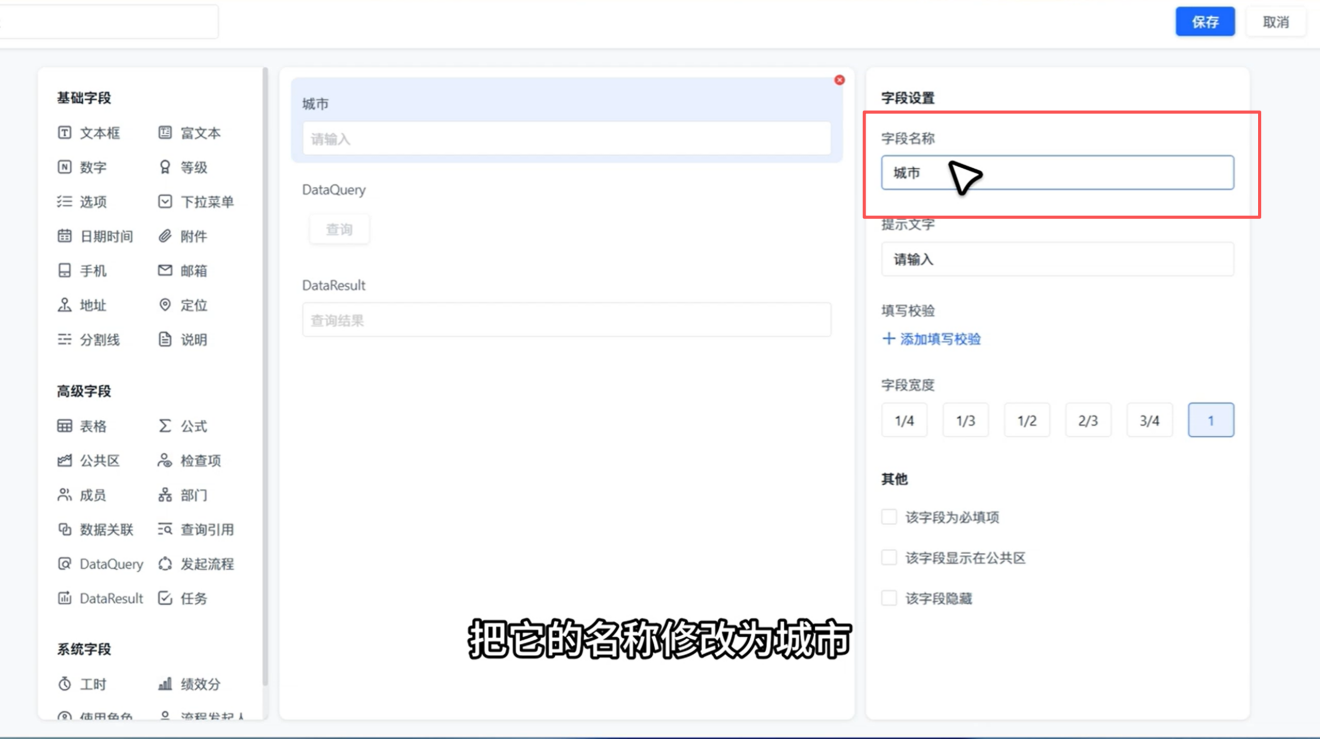 保存 取消
基础字段
文本框 富文本
数字 等级
选项 下拉菜单
日期时间 附件
手机 邮箱
地址 定位
分割线 说明
高级字段
表格 公式
公共区 检查项
成员 部门
数据关联 查询引用
DataQuery 发起流程
DataResult 任务
系统字段
工时 绩效分
使用角色 流程发起人
城市
请输入
DataQuery
查询
DataResult
查询结果
字段设置
字段名称
城市
提示文字
请输入
填写校验
添加填写校验
字段宽度
1/4 1/3 1/2 2/3 3/4 1
其他
该字段为必填项
该字段显示在公共区
该字段隐藏
把它的名称修改为城市